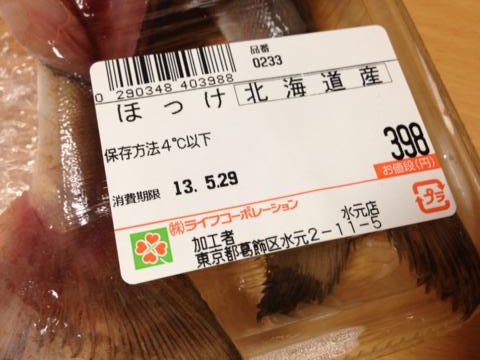 品番
0233
0 290348 403988
ほっけ 北海道産
保存方法4℃以下
398
お値段(円)
消費期限 13. 5.29
プラ
㈱ライフコーポレーション
水元店
加工者
東京都葛飾区水元2-11-5